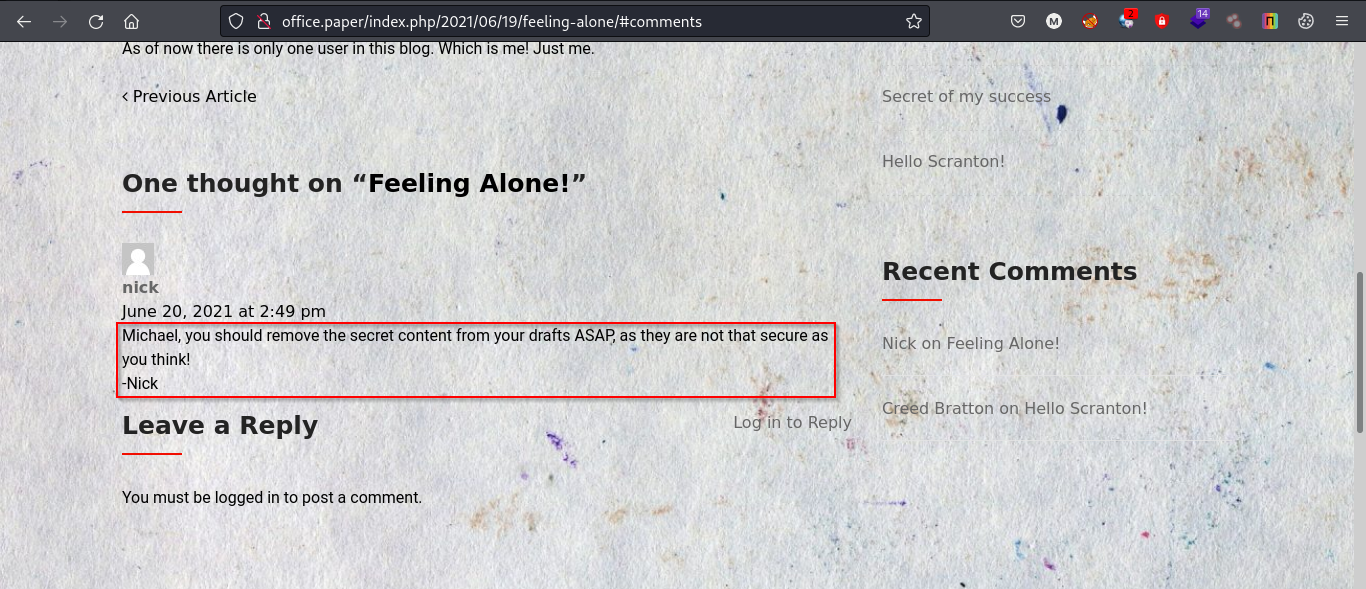 office.paper/index.php/2021/06/19/feeling-alone/#comments
M
2
14
As of now there is only one user in this blog. Which is me! Just me.
‹ Previous Article
One thought on “Feeling Alone!”
nick
June 20, 2021 at 2:49 pm
Michael, you should remove the secret content from your drafts ASAP, as they are not that secure as
you think!
-Nick
Leave a Reply
Log in to Reply
You must be logged in to post a comment.
Secret of my success
Hello Scranton!
Recent Comments
Nick on Feeling Alone!
Creed Bratton on Hello Scranton!